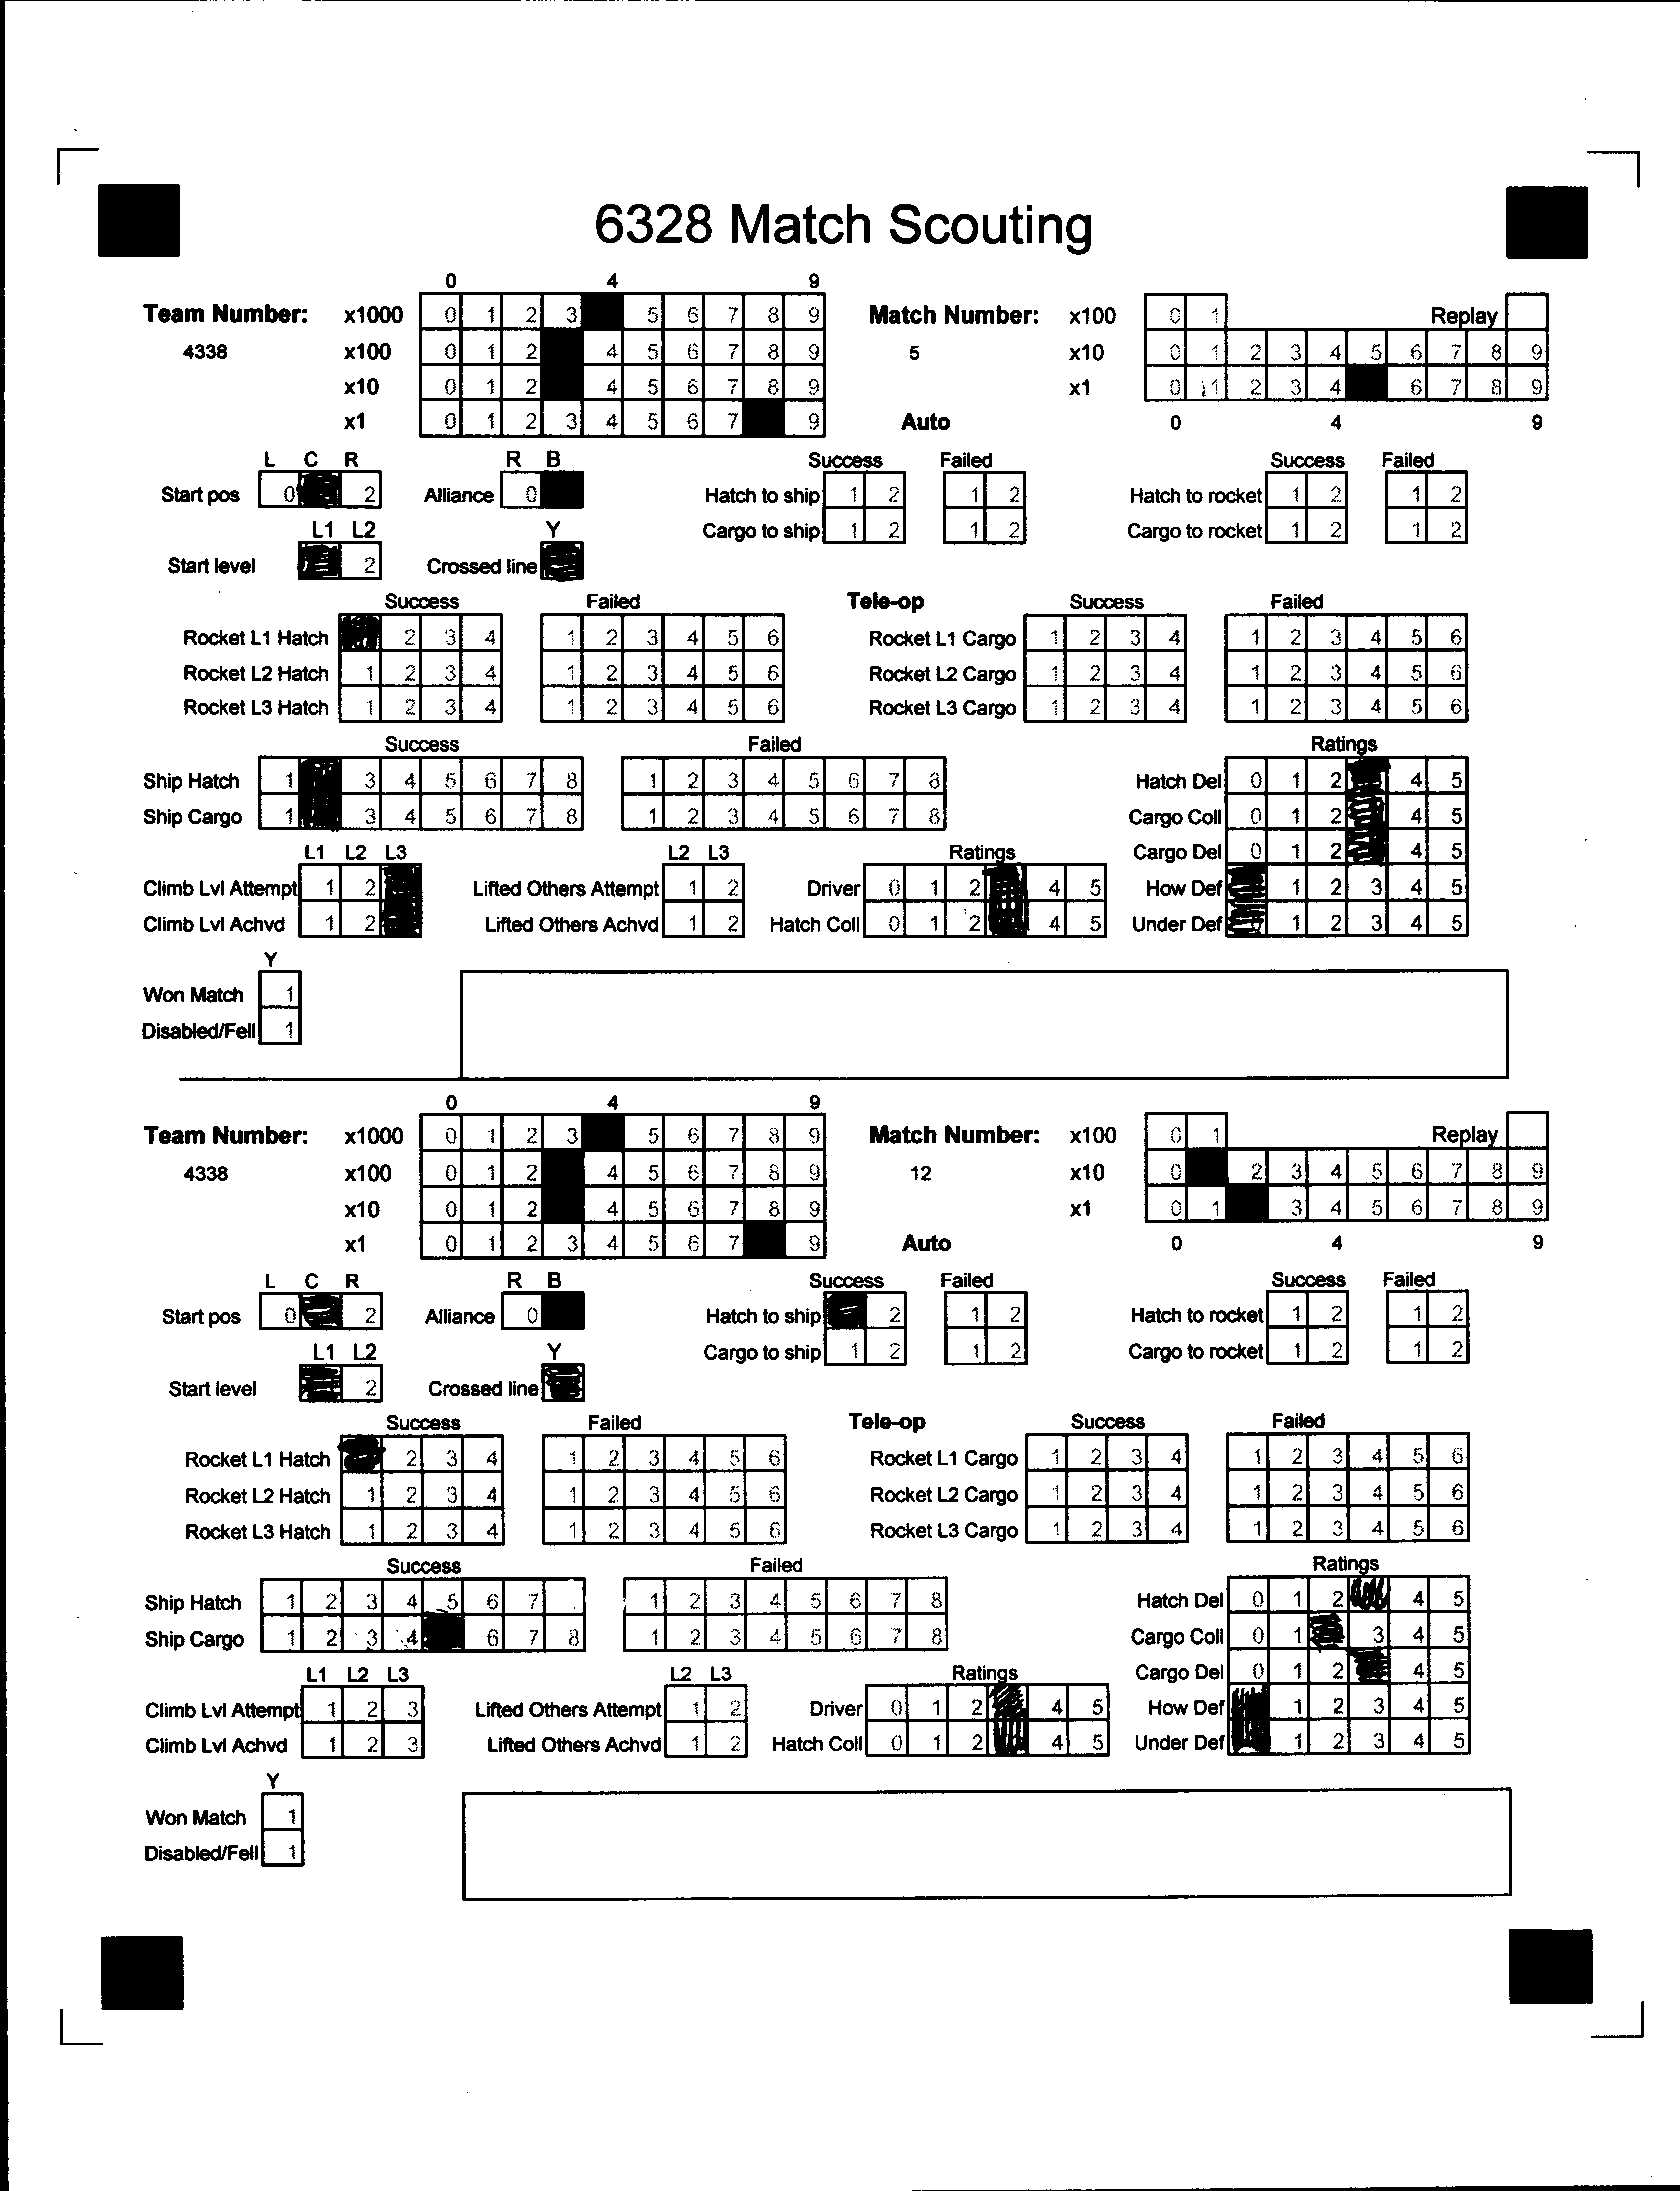 6328 Match Scouting
0 4 9
Team Number: x1000 0 1 2 3 5 6 7 8 9 Match Number: x100 0 1 Replay
4338 x100 0 1 2 4 5 6 7 8 9 5 x10 0 1 2 3 4 5 6 7 8 9
x10 0 1 2 4 5 6 7 8 9 x1 0 1 2 3 4 6 7 8 9
x1 0 1 2 3 4 5 6 7 9 Auto 0 4 9
L C R R B Success Failed Success Failed
Start pos 0 2 Alliance 0 Hatch to ship 1 2 1 2 Hatch to rocket 1 2 1 2
L1 L2 Y Cargo to ship 1 2 1 2 Cargo to rocket 1 2 1 2
Start level 2 Crossed line
Success Failed Tele-op Success Failed
Rocket L1 Hatch 2 3 4 1 2 3 4 5 6 Rocket L1 Cargo 1 2 3 4 1 2 3 4 5 6
Rocket L2 Hatch 1 2 3 4 1 2 3 4 5 6 Rocket L2 Cargo 1 2 3 4 1 2 3 4 5 6
Rocket L3 Hatch 1 2 3 4 1 2 3 4 5 6 Rocket L3 Cargo 1 2 3 4 1 2 3 4 5 6
Success Failed Ratings
Ship Hatch 1 3 4 5 6 7 8 1 2 3 4 5 6 7 8 Hatch Del 0 1 2 4 5
Ship Cargo 1 3 4 5 6 7 8 1 2 3 4 5 6 7 8 Cargo Coll 0 1 2 4 5
L1 L2 L3 L2 L3 Ratings Cargo Del 0 1 2 4 5
Climb Lvl Attempt 1 2 Lifted Others Attempt 1 2 Driver 0 1 2 4 5 How Def 1 2 3 4 5
Climb Lvl Achvd 1 2 Lifted Others Achvd 1 2 Hatch Coll 0 1 2 4 5 Under Def 1 2 3 4 5
Y
Won Match 1
Disabled/Fell 1
0 4 9
Team Number: x1000 0 1 2 3 5 6 7 8 9 Match Number: x100 0 1 Replay
4338 x100 0 1 2 4 5 6 7 8 9 12 x10 0 2 3 4 5 6 7 8 9
x10 0 1 2 4 5 6 7 8 9 x1 0 1 3 4 5 6 7 8 9
x1 0 1 2 3 4 5 6 7 9 Auto 0 4 9
L C R R B Success Failed Success Failed
Start pos 0 2 Alliance 0 Hatch to ship 2 1 2 Hatch to rocket 1 2 1 2
L1 L2 Y Cargo to ship 1 2 1 2 Cargo to rocket 1 2 1 2
Start level 2 Crossed line
Success Failed Tele-op Success Failed
Rocket L1 Hatch 2 3 4 1 2 3 4 5 6 Rocket L1 Cargo 1 2 3 4 1 2 3 4 5 6
Rocket L2 Hatch 1 2 3 4 1 2 3 4 5 6 Rocket L2 Cargo 1 2 3 4 1 2 3 4 5 6
Rocket L3 Hatch 1 2 3 4 1 2 3 4 5 6 Rocket L3 Cargo 1 2 3 4 1 2 3 4 5 6
Success Failed Ratings
Ship Hatch 1 2 3 4 5 6 7 1 2 3 4 5 6 7 8 Hatch Del 0 1 2 4 5
Ship Cargo 1 2 3 4 6 7 8 1 2 3 4 5 6 7 8 Cargo Coll 0 1 3 4 5
L1 L2 L3 L2 L3 Ratings Cargo Del 0 1 2 4 5
Climb Lvl Attempt 1 2 3 Lifted Others Attempt 1 2 Driver 0 1 2 4 5 How Def 1 2 3 4 5
Climb Lvl Achvd 1 2 3 Lifted Others Achvd 1 2 Hatch Coll 0 1 2 4 5 Under Def 1 2 3 4 5
Y
Won Match 1
Disabled/Fell 1